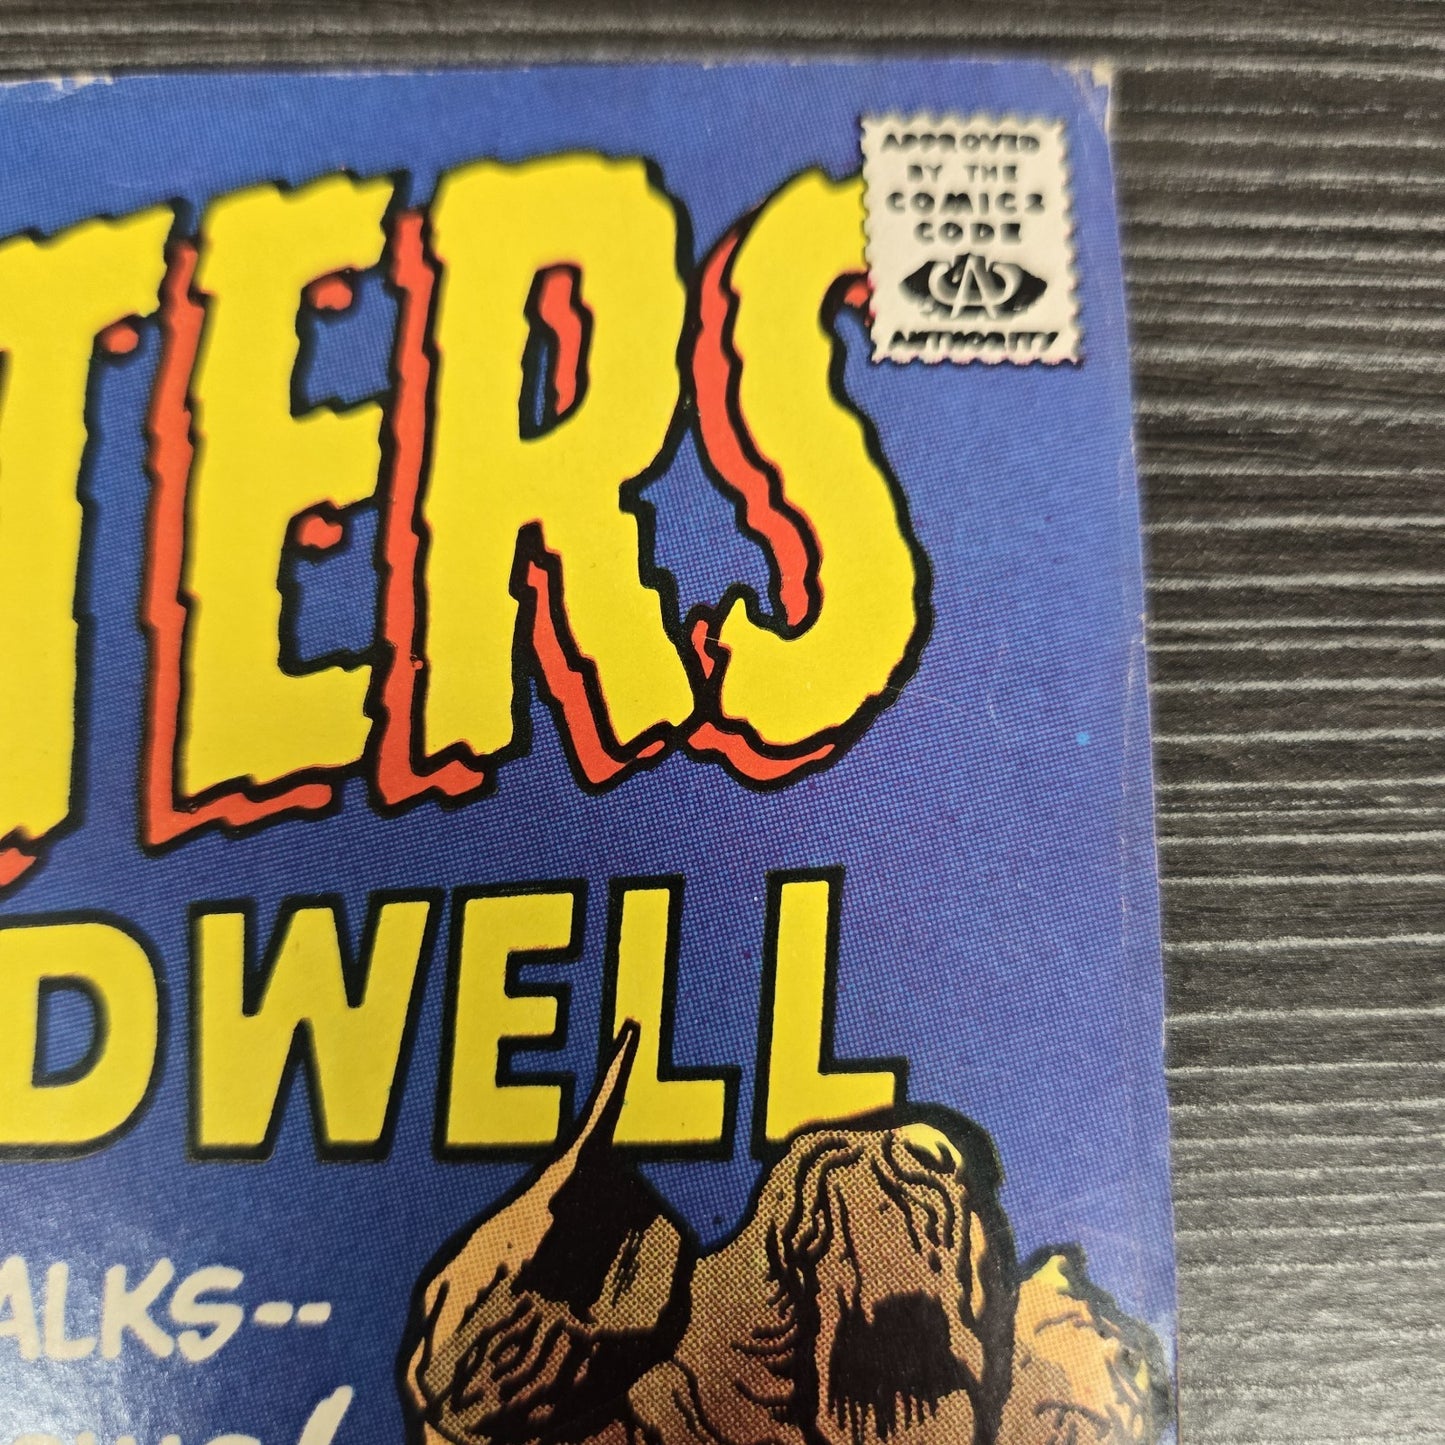 APPROVED
BY THE
COMICS
CODE
A
AUTHORITY
TERS
DWELL
ALKS--